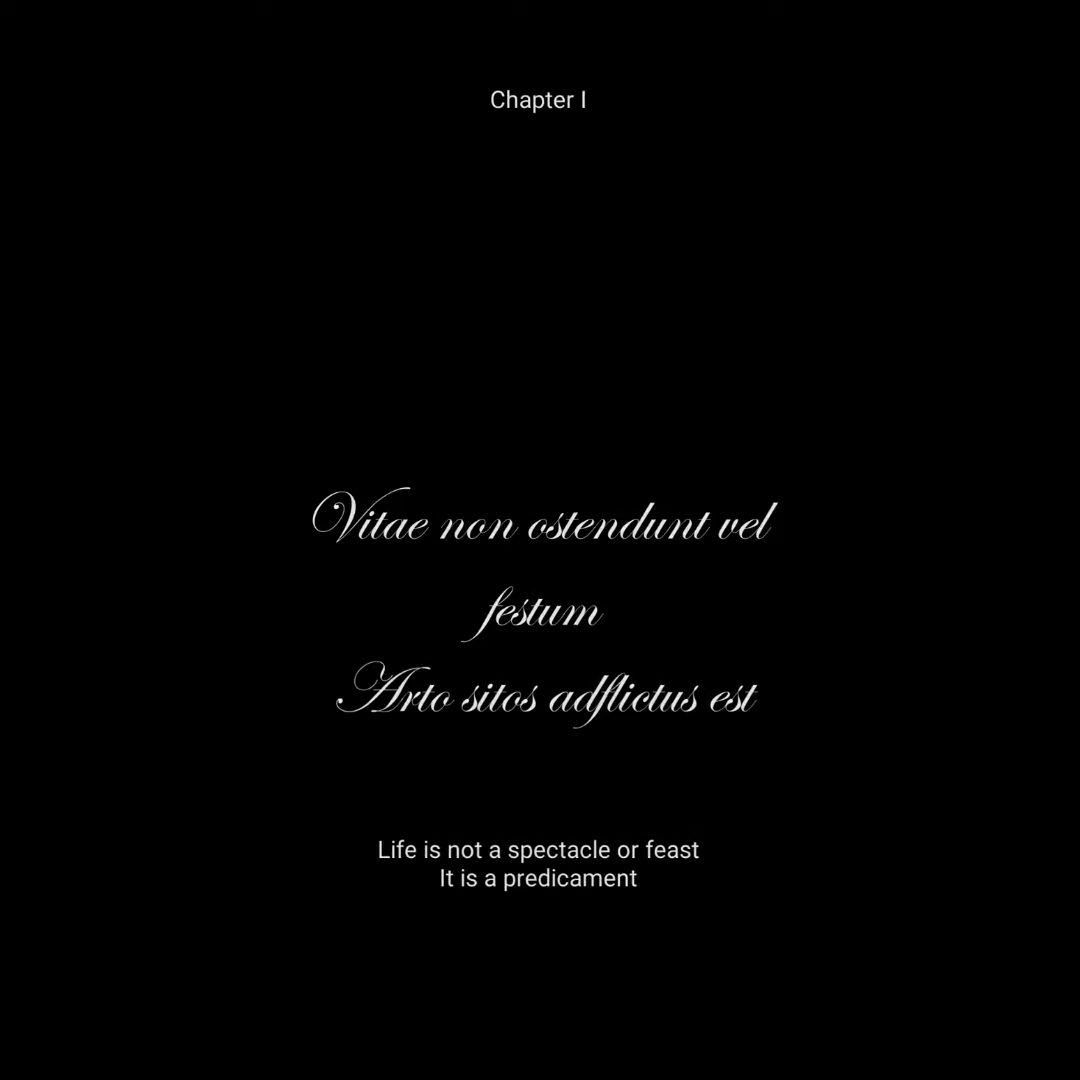 Chapter I
Vitae non ostendunt vel
festum
Arto sitos adflictus est
Life is not a spectacle or feast
It is a predicament